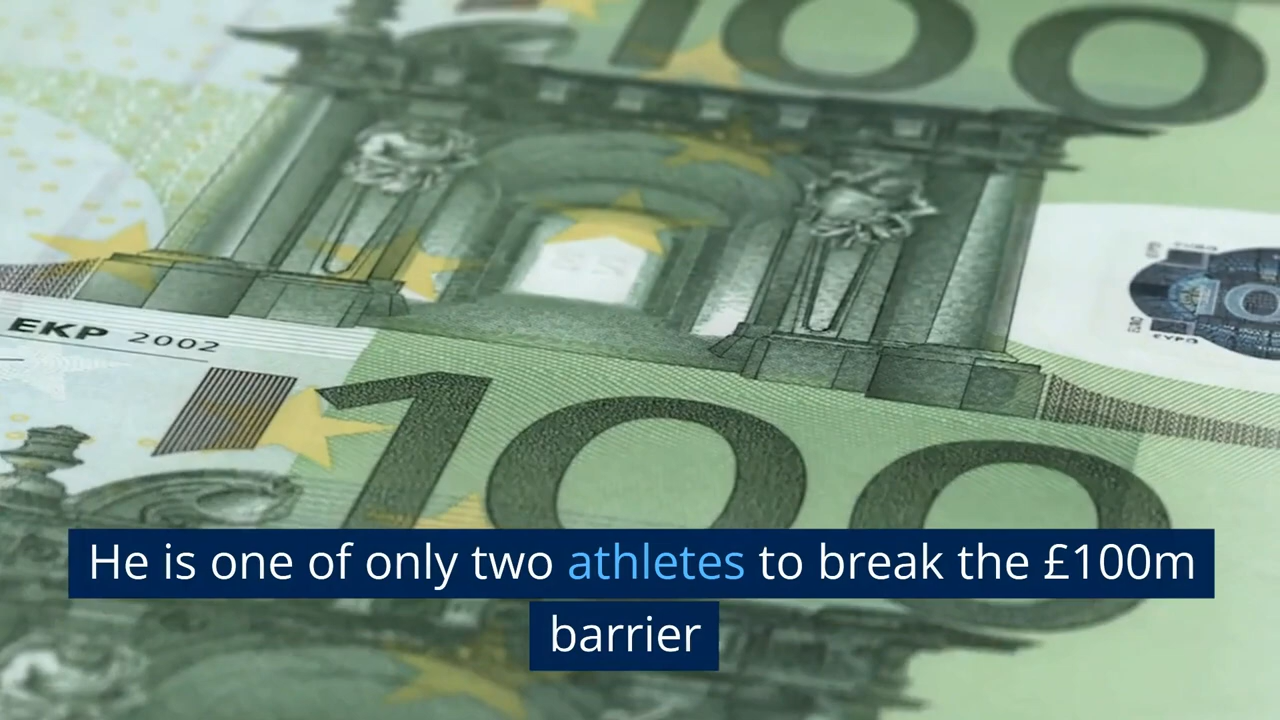 100
EKP 2002
100
He is one of only two athletes to break the £100m
barrier